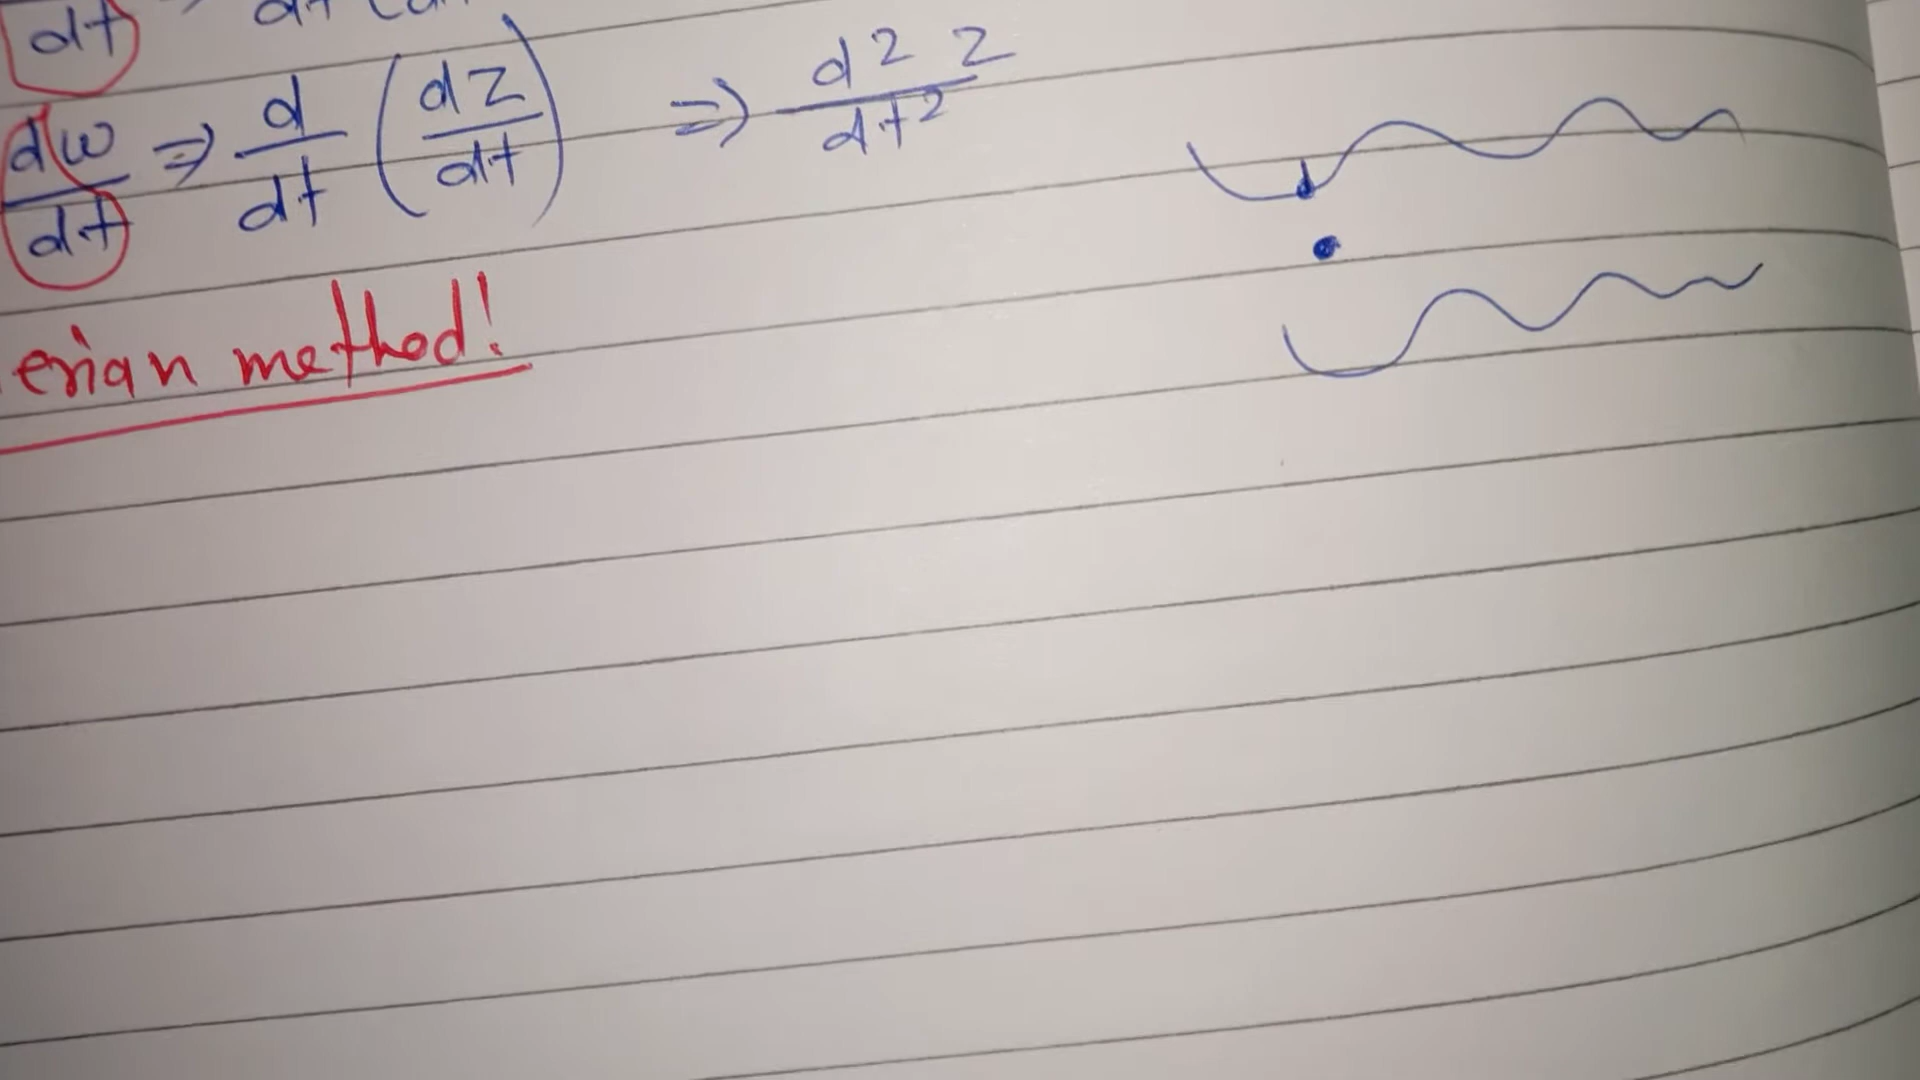 dt
dw/dt ⇒ d/dt (dz/dt) ⇒ d²z/dt²
erian method!